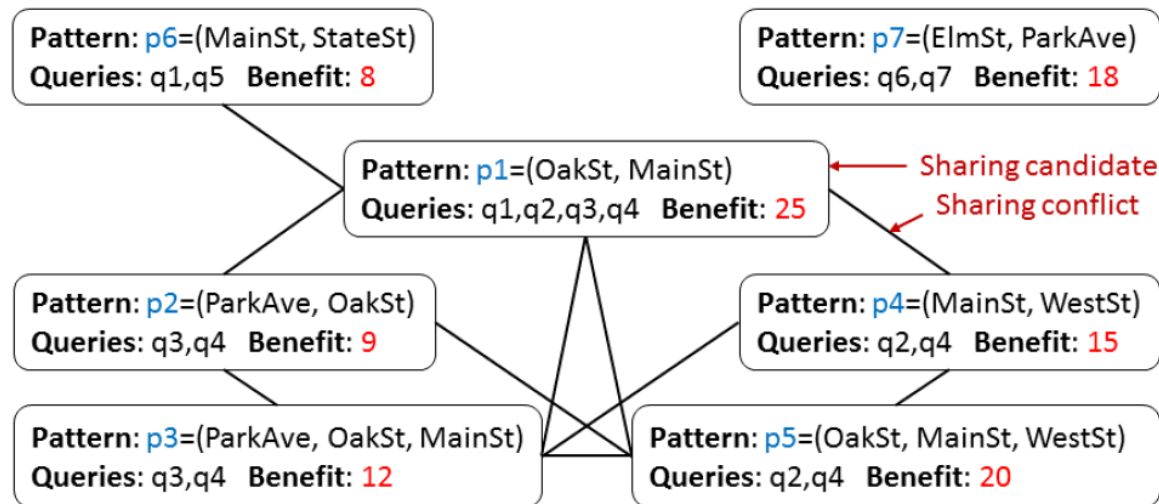 Pattern: p6=(MainSt, StateSt)
Queries: q1,q5 Benefit: 8
Pattern: p7=(ElmSt, ParkAve)
Queries: q6,q7 Benefit: 18
Pattern: p1=(OakSt, MainSt)
Queries: q1,q2,q3,q4 Benefit: 25
Sharing candidate
Sharing conflict
Pattern: p2=(ParkAve, OakSt)
Queries: q3,q4 Benefit: 9
Pattern: p4=(MainSt, WestSt)
Queries: q2,q4 Benefit: 15
Pattern: p3=(ParkAve, OakSt, MainSt)
Queries: q3,q4 Benefit: 12
Pattern: p5=(OakSt, MainSt, WestSt)
Queries: q2,q4 Benefit: 20